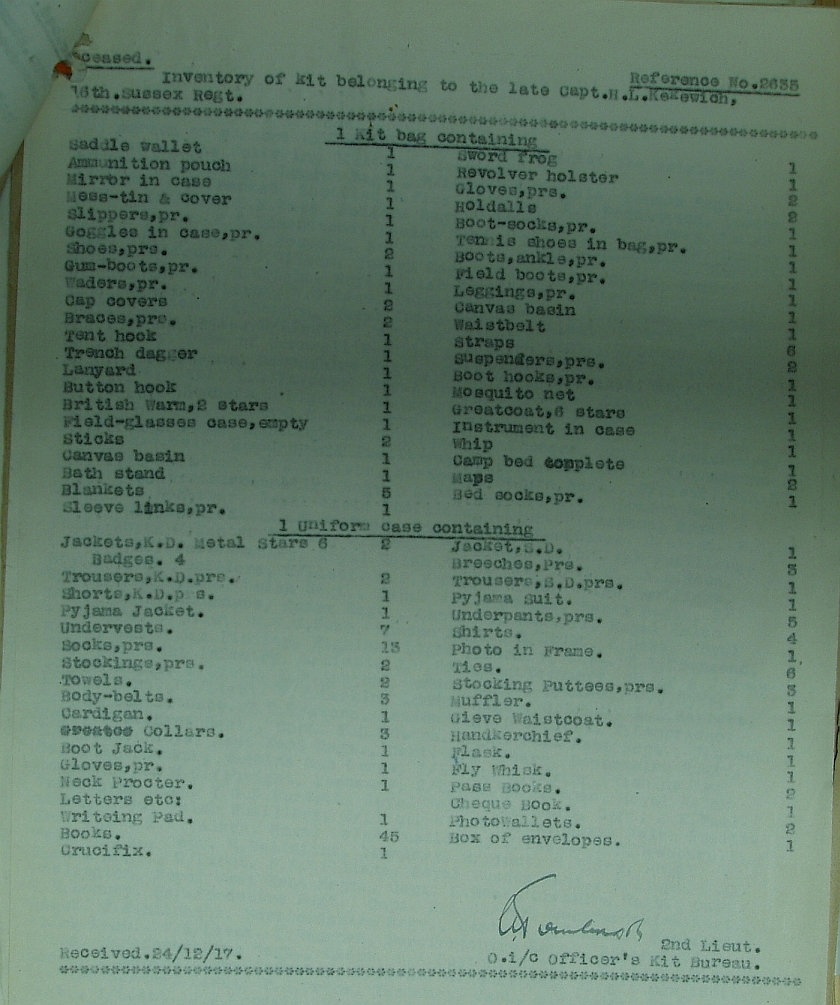 ceased.
Reference No.2635
Inventory of kit belonging to the late Capt.H.L.Kekewich,
16th.Sussex Regt.
1 Kit bag containing
Saddle wallet 1 Sword frog 1
Ammunition pouch 1 Revolver holster 1
Mirror in case 1 Gloves,prs. 2
Mess-tin & cover 1 Holdalls 2
Slippers,pr. 1 Boot-socks,pr. 1
Goggles in case,pr. 1 Tennis shoes in bag,pr. 1
Shoes,prs. 2 Boots,ankle,pr. 1
Gum-boots,pr. 1 Field boots,pr. 1
Waders,pr. 1 Leggings,pr. 1
Cap covers 2 Canvas basin 1
Braces,prs. 2 Waistbelt 1
Tent hook 1 Straps 6
Trench dagger 1 Suspenders,prs. 2
Lanyard 1 Boot hooks,pr. 1
Button hook 1 Mosquito net 1
British Warm,2 stars 1 Greatcoat,6 stars 1
Field-glasses case,empty 1 Instrument in case 1
Sticks 2 Whip 1
Canvas basin 1 Camp bed complete 1
Bath stand 1 Maps 2
Blankets 5 Bed socks,pr. 1
Sleeve links,pr. 1
1 Uniform case containing
Jackets,K.D. Metal Stars 6 2 Jacket,S.D. 1
Badges. 4 Breeches,Prs. 3
Trousers,K.D.prs. 2 Trousers,S.D.prs. 1
Shorts,K.D.p s. 1 Pyjama Suit. 1
Pyjama Jacket. 1 Underpants,prs. 5
Undervests. 7 Shirts. 4
Socks,prs. 13 Photo in Frame. 1.
Stockings,prs. 2 Ties. 6
Towels. 2 Stocking Puttees,prs. 3
Body-belts. 3 Muffler. 1
Cardigan. 1 Gieve Waistcoat. 1
Collars. 3 Handkerchief. 1
Boot Jack. 1 Flask. 1
Gloves,pr. 1 Fly Whisk. 1
Neck Procter. 1 Pass Books. 2
Letters etc: Cheque Book. 1
Writeing Pad. 1 PhotoWallets. 2
Books. 45 Box of envelopes. 1
Crucifix. 1
2nd Lieut.
Received.24/12/17. O.i/c Officer's Kit Bureau.